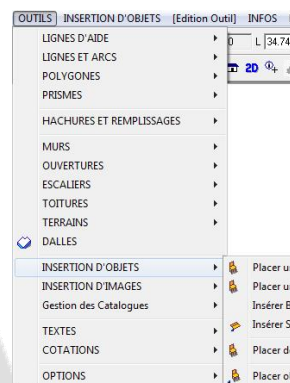 OUTILS INSERTION D'OBJETS [Edition Outil] INFOS
LIGNES D'AIDE
0 L 34.74
LIGNES ET ARCS
2D
POLYGONES
PRISMES
HACHURES ET REMPLISSAGES
MURS
OUVERTURES
ESCALIERS
TOITURES
TERRAINS
DALLES
INSERTION D'OBJETS Placer u
INSERTION D'IMAGES Placer u
Gestion des Catalogues Insérer B
TEXTES Insérer S
COTATIONS Placer d
OPTIONS Placer o